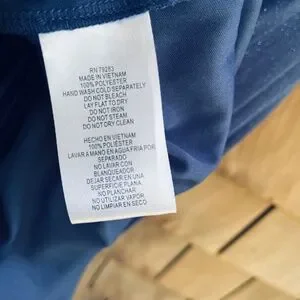 RN 79283
MADE IN VIETNAM
100% POLYESTER
HAND WASH COLD SEPARATELY
DO NOT BLEACH
LAY FLAT TO DRY
DO NOT IRON
DO NOT STEAM
DO NOT DRY CLEAN
HECHO EN VIETNAM
100% POLIÉSTER
LAVAR A MANO EN AGUA FRIA POR
SEPARADO
NO LAVAR CON
BLANQUEADOR
DEJAR SECAR EN UNA
SUPERFICIE PLANA.
NO PLANCHAR
NO UTILIZAR VAPOR
NO LIMPIAR EN SECO